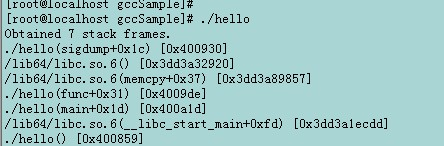 [root@localhost gccSample]#
[root@localhost gccSample]# ./hello
Obtained 7 stack frames.
./hello(sigdump+0x1c) [0x400930]
/lib64/libc.so.6() [0x3dd3a32920]
/lib64/libc.so.6(memcpy+0x37) [0x3dd3a89857]
./hello(func+0x31) [0x4009de]
./hello(main+0x1d) [0x400a1d]
/lib64/libc.so.6(__libc_start_main+0xfd) [0x3dd3a1ecdd]
./hello() [0x400859]